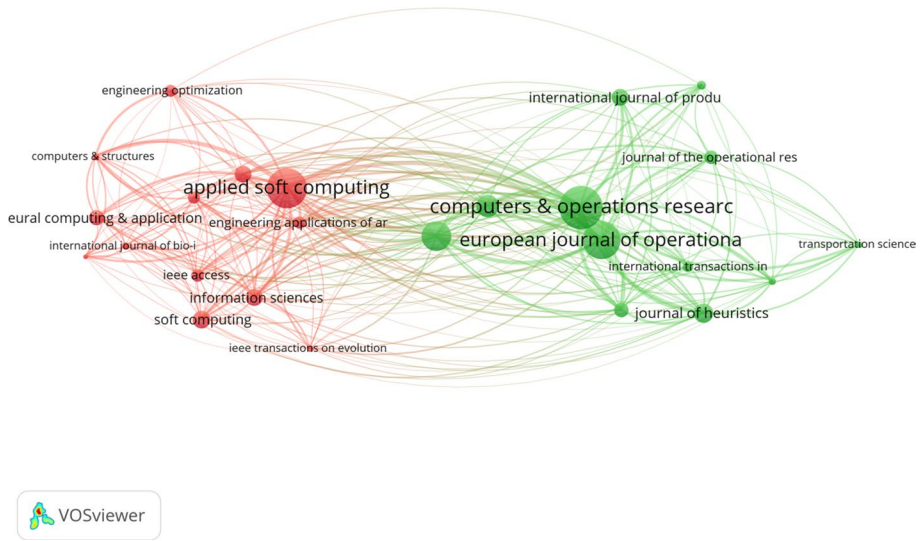 engineering optimization
international journal of produ
computers & structures
journal of the operational res
applied soft computing
computers & operations researc
eural computing & application
engineering applications of ar
european journal of operationa
international journal of bio-i
transportation science
ieee access
international transactions in
information sciences
soft computing
journal of heuristics
ieee transactions on evolution
VOSviewer